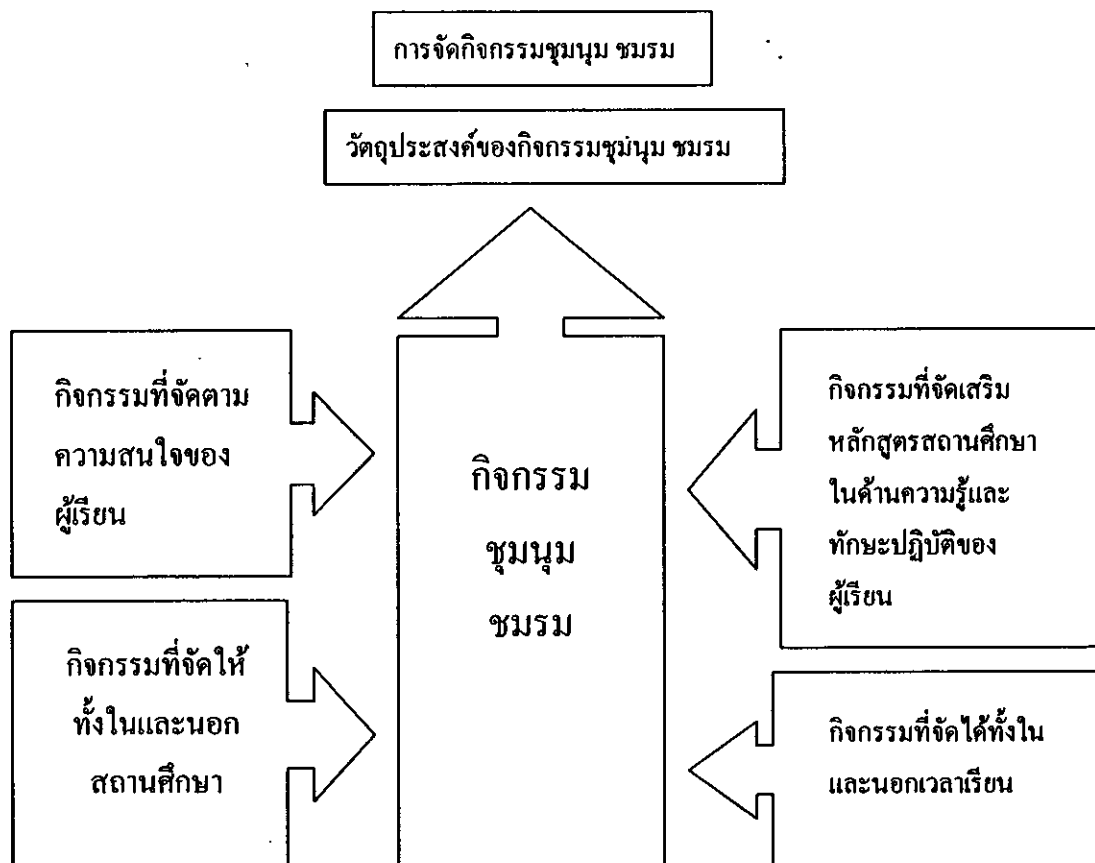 การจัดกิจกรรมชุมนุม ชมรม
วัตถุประสงค์ของกิจกรรมชุมนุม ชมรม
กิจกรรมที่จัดตาม
ความสนใจของ
ผู้เรียน
กิจกรรม
ชุมนุม
ชมรม
กิจกรรมที่จัดเสริม
หลักสูตรสถานศึกษา
ในด้านความรู้และ
ทักษะปฏิบัติของ
ผู้เรียน
กิจกรรมที่จัดให้
ทั้งในและนอก
สถานศึกษา
กิจกรรมที่จัดได้ทั้งใน
และนอกเวลาเรียน